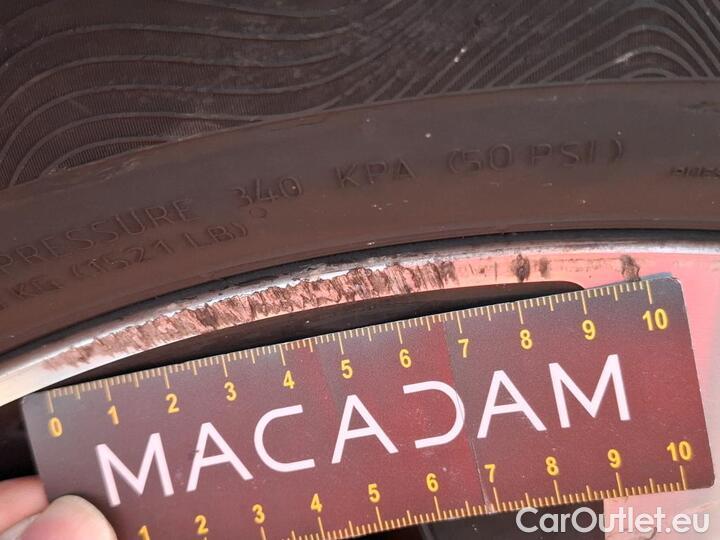 PRESSURE 340 KPA (50 PSI)
KG (1521 LB)
0 1 2 3 4 5 6 7 8 9 10
MACADAM
1 2 3 4 5 6 7 8 9 10
CarOutlet.eu